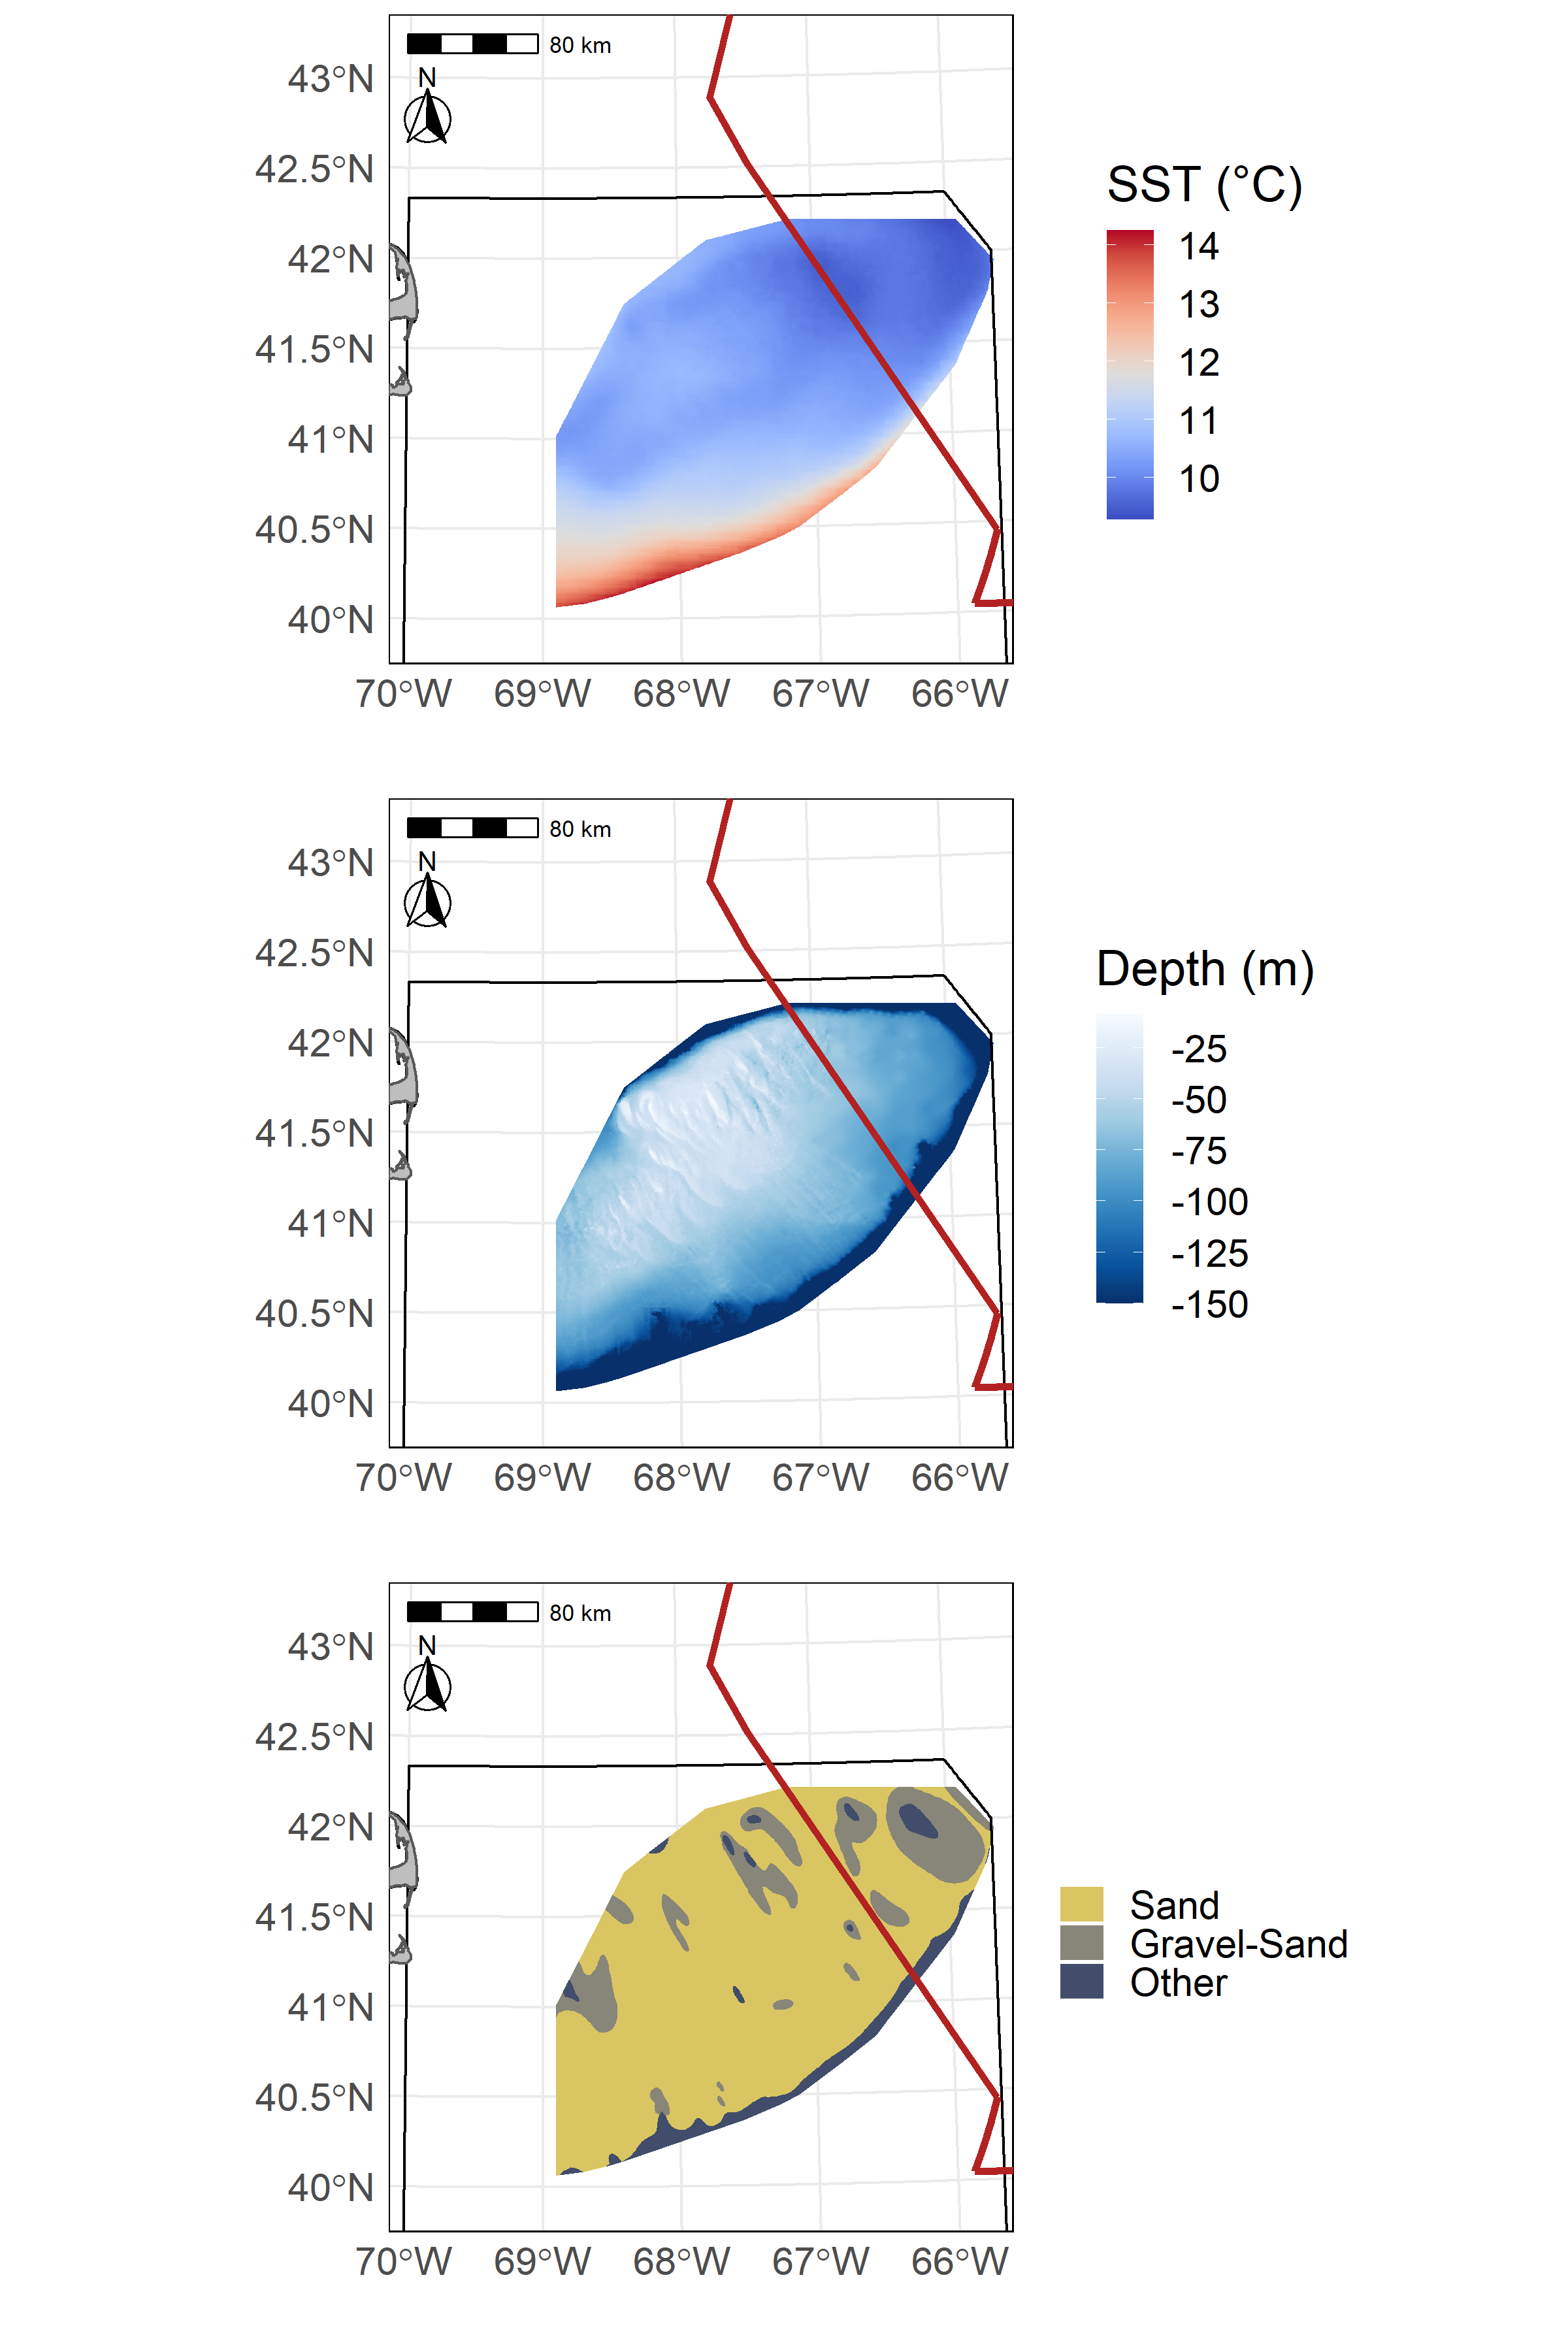 80 km
N
43°N
42.5°N
42°N
41.5°N
41°N
40.5°N
40°N
70°W 69°W 68°W 67°W 66°W
SST (°C)
14
13
12
11
10
80 km
N
43°N
42.5°N
42°N
41.5°N
41°N
40.5°N
40°N
70°W 69°W 68°W 67°W 66°W
Depth (m)
-25
-50
-75
-100
-125
-150
80 km
N
43°N
42.5°N
42°N
41.5°N
41°N
40.5°N
40°N
70°W 69°W 68°W 67°W 66°W
Sand
Gravel-Sand
Other